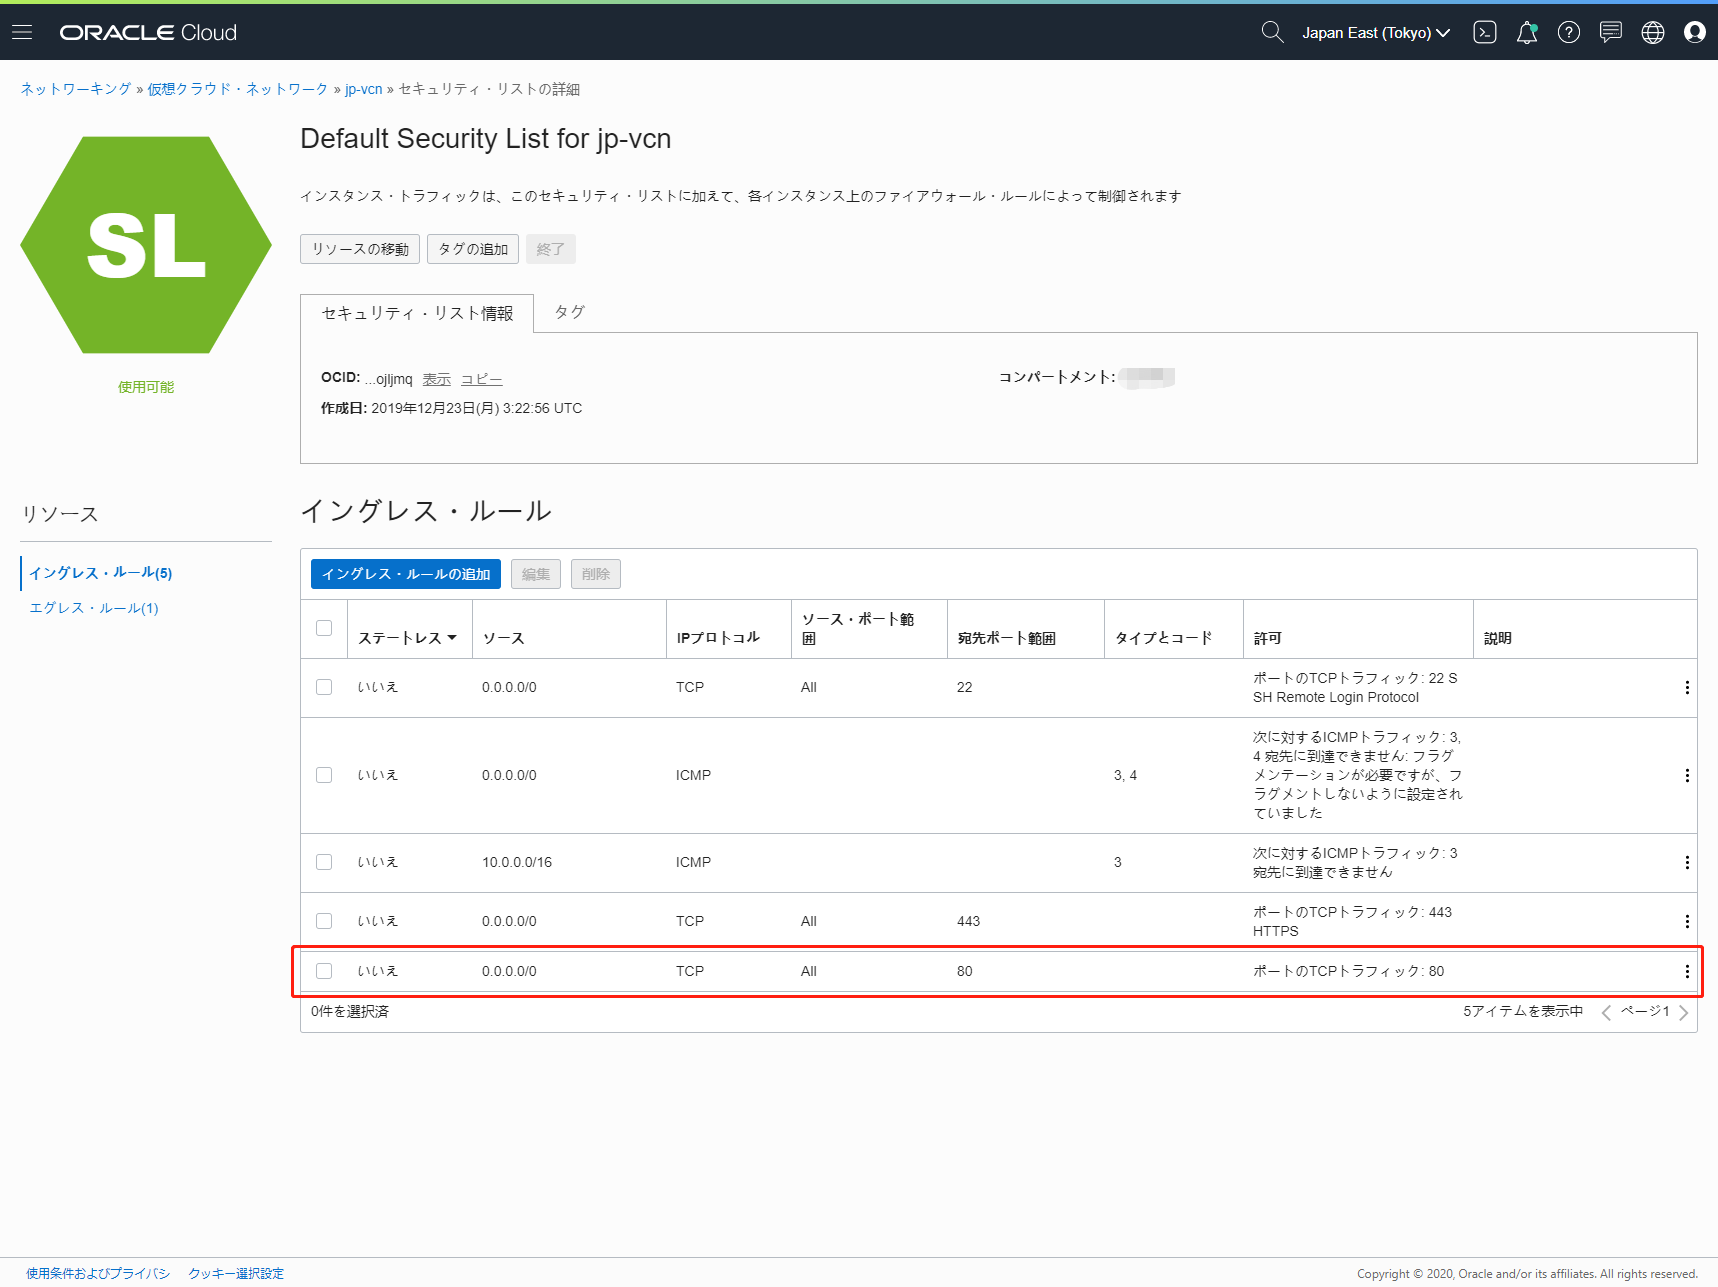 ORACLE Cloud
Japan East (Tokyo)
ネットワーキング » 仮想クラウド・ネットワーク » jp-vcn » セキュリティ・リストの詳細
SL
使用可能
Default Security List for jp-vcn
インスタンス・トラフィックは、このセキュリティ・リストに加えて、各インスタンス上のファイアウォール・ルールによって制御されます
リソースの移動 タグの追加 終了
セキュリティ・リスト情報 タグ
OCID: ...ojljmq 表示 コピー
コンパートメント:
作成日: 2019年12月23日(月) 3:22:56 UTC
リソース
イングレス・ルール(5)
エグレス・ルール(1)
イングレス・ルール
イングレス・ルールの追加 編集 削除
ステートレス ソース IPプロトコル ソース・ポート範
囲 宛先ポート範囲 タイプとコード 許可 説明
いいえ 0.0.0.0/0 TCP All 22 ポートのTCPトラフィック: 22 S
SH Remote Login Protocol
いいえ 0.0.0.0/0 ICMP 3, 4 次に対するICMPトラフィック: 3,
4 宛先に到達できません: フラグ
メンテーションが必要ですが、フ
ラグメントしないように設定され
ていました
いいえ 10.0.0.0/16 ICMP 3 次に対するICMPトラフィック: 3
宛先に到達できません
いいえ 0.0.0.0/0 TCP All 443 ポートのTCPトラフィック: 443
HTTPS
いいえ 0.0.0.0/0 TCP All 80 ポートのTCPトラフィック: 80
0件を選択済 5アイテムを表示中 ページ1
使用条件およびプライバシ クッキー選択設定
Copyright © 2020, Oracle and/or its affiliates. All rights reserved.